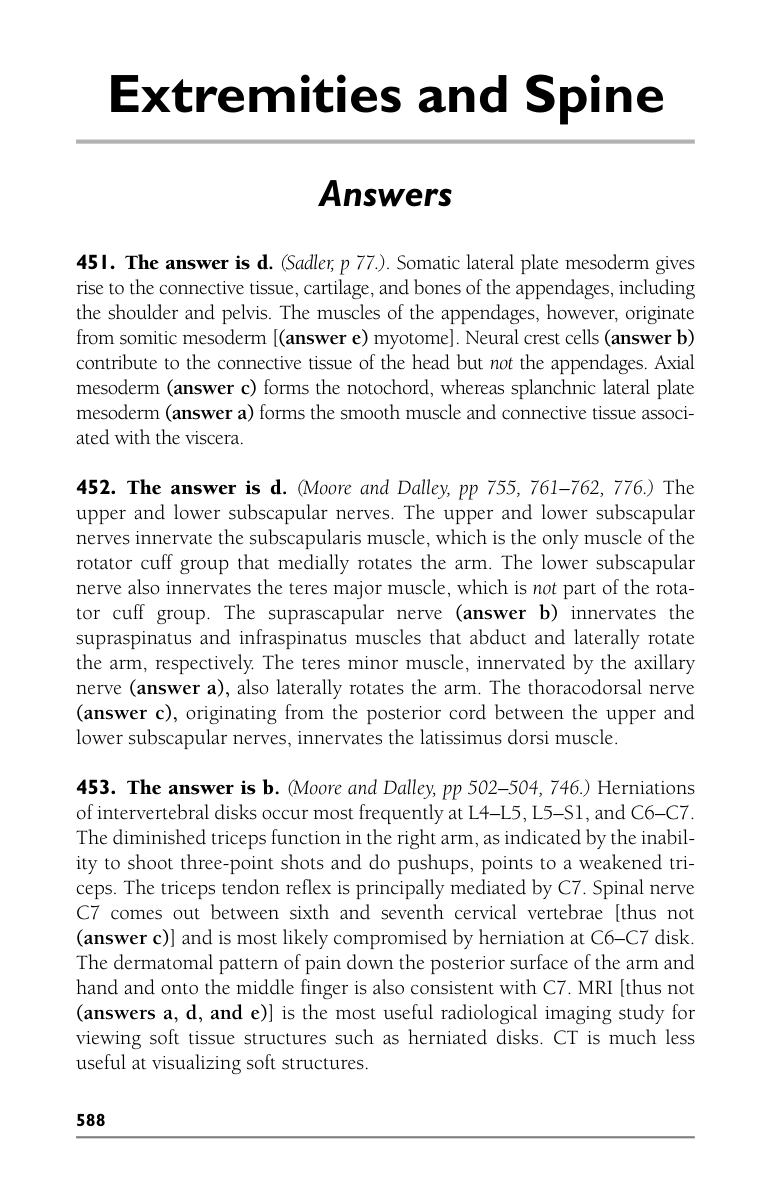 Extremities and Spine
Answers
451. The answer is d. (Sadler, p 77.). Somatic lateral plate mesoderm gives
rise to the connective tissue, cartilage, and bones of the appendages, including
the shoulder and pelvis. The muscles of the appendages, however, originate
from somitic mesoderm [(answer e) myotome]. Neural crest cells (answer b)
contribute to the connective tissue of the head but not the appendages. Axial
mesoderm (answer c) forms the notochord, whereas splanchnic lateral plate
mesoderm (answer a) forms the smooth muscle and connective tissue associ-
ated with the viscera.
452. The answer is d. (Moore and Dalley, pp 755, 761–762, 776.) The
upper and lower subscapular nerves. The upper and lower subscapular
nerves innervate the subscapularis muscle, which is the only muscle of the
rotator cuff group that medially rotates the arm. The lower subscapular
nerve also innervates the teres major muscle, which is not part of the rota-
tor cuff group. The suprascapular nerve (answer b) innervates the
supraspinatus and infraspinatus muscles that abduct and laterally rotate
the arm, respectively. The teres minor muscle, innervated by the axillary
nerve (answer a), also laterally rotates the arm. The thoracodorsal nerve
(answer c), originating from the posterior cord between the upper and
lower subscapular nerves, innervates the latissimus dorsi muscle.
453. The answer is b. (Moore and Dalley, pp 502–504, 746.) Herniations
of intervertebral disks occur most frequently at L4–L5, L5–S1, and C6–C7.
The diminished triceps function in the right arm, as indicated by the inabil-
ity to shoot three-point shots and do pushups, points to a weakened tri-
ceps. The triceps tendon reflex is principally mediated by C7. Spinal nerve
C7 comes out between sixth and seventh cervical vertebrae [thus not
(answer c)] and is most likely compromised by herniation at C6–C7 disk.
The dermatomal pattern of pain down the posterior surface of the arm and
hand and onto the middle finger is also consistent with C7. MRI [thus not
(answers a, d, and e)] is the most useful radiological imaging study for
viewing soft tissue structures such as herniated disks. CT is much less
useful at visualizing soft structures.
588